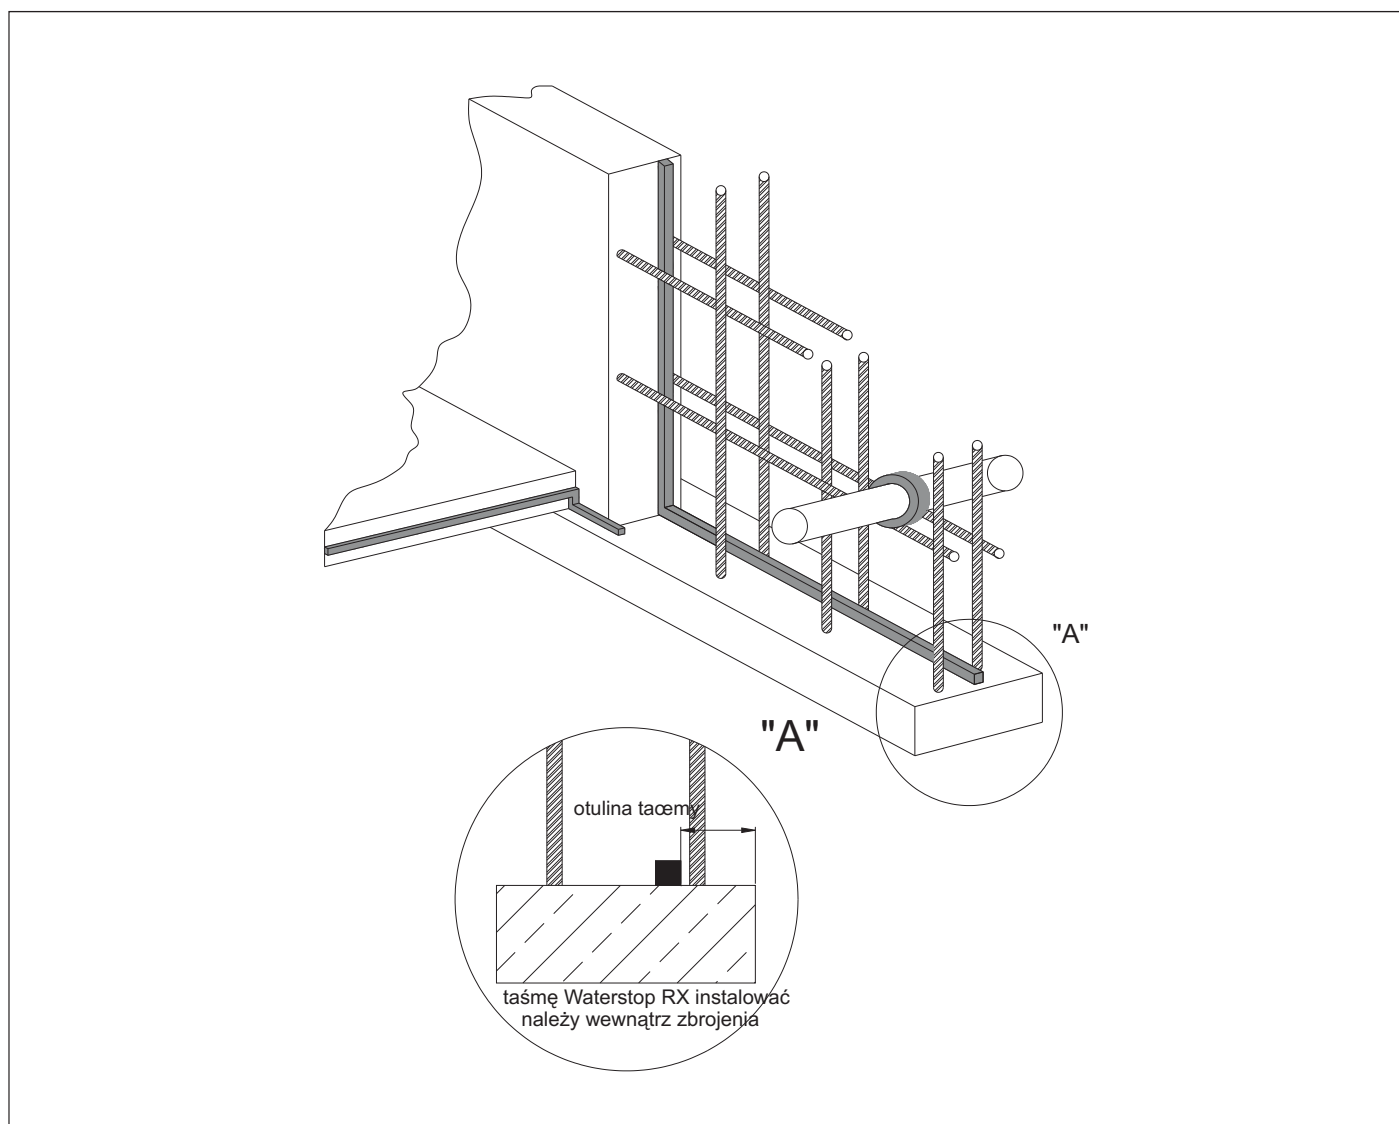 "A"
"A"
otulina taœmy
taśmę Waterstop RX instalować
należy wewnątrz zbrojenia